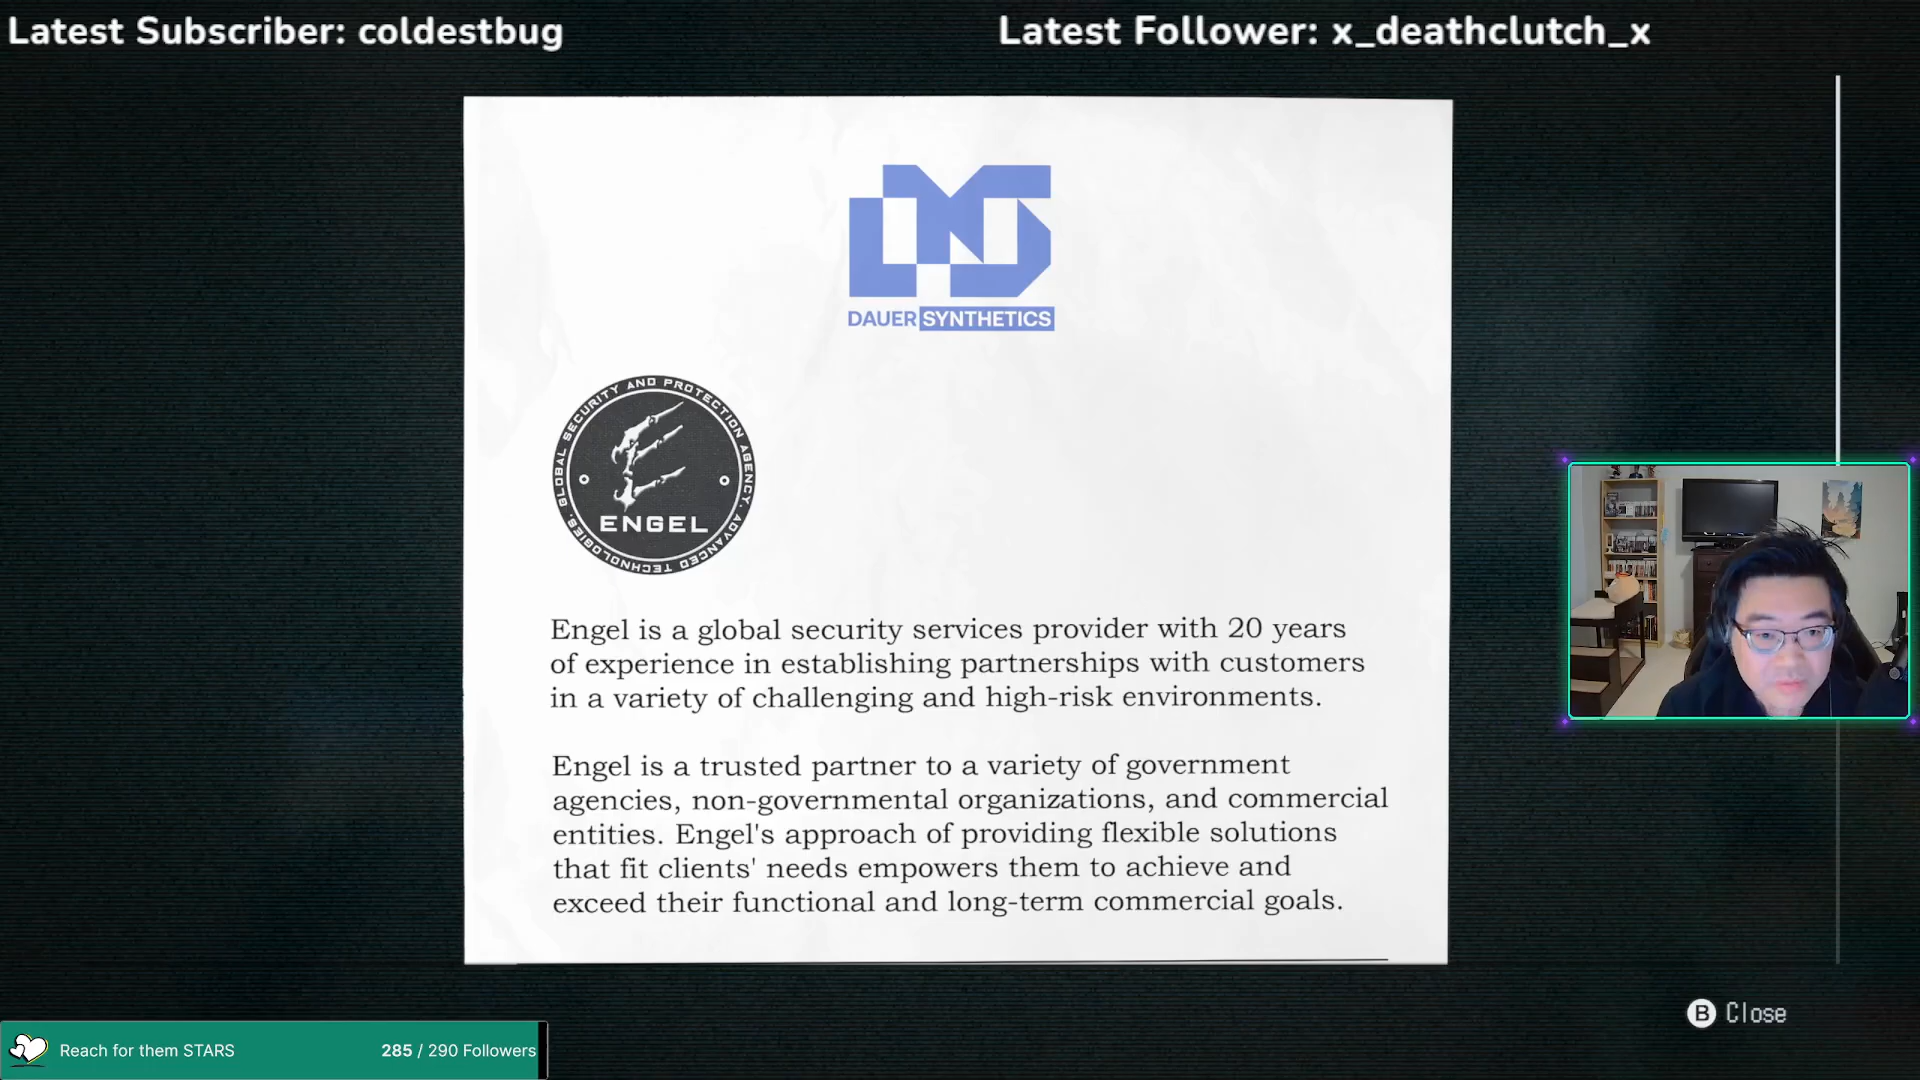 Latest Subscriber: coldestbug
Latest Follower: x_deathclutch_x
DNS
DAUER SYNTHETICS
GLOBAL SECURITY AND PROTECTION AGENCY. ADVANCED TECHNOLOGIES.
ENGEL
Engel is a global security services provider with 20 years
of experience in establishing partnerships with customers
in a variety of challenging and high-risk environments.
Engel is a trusted partner to a variety of government
agencies, non-governmental organizations, and commercial
entities. Engel's approach of providing flexible solutions
that fit clients' needs empowers them to achieve and
exceed their functional and long-term commercial goals.
B Close
Reach for them STARS
285 / 290 Followers